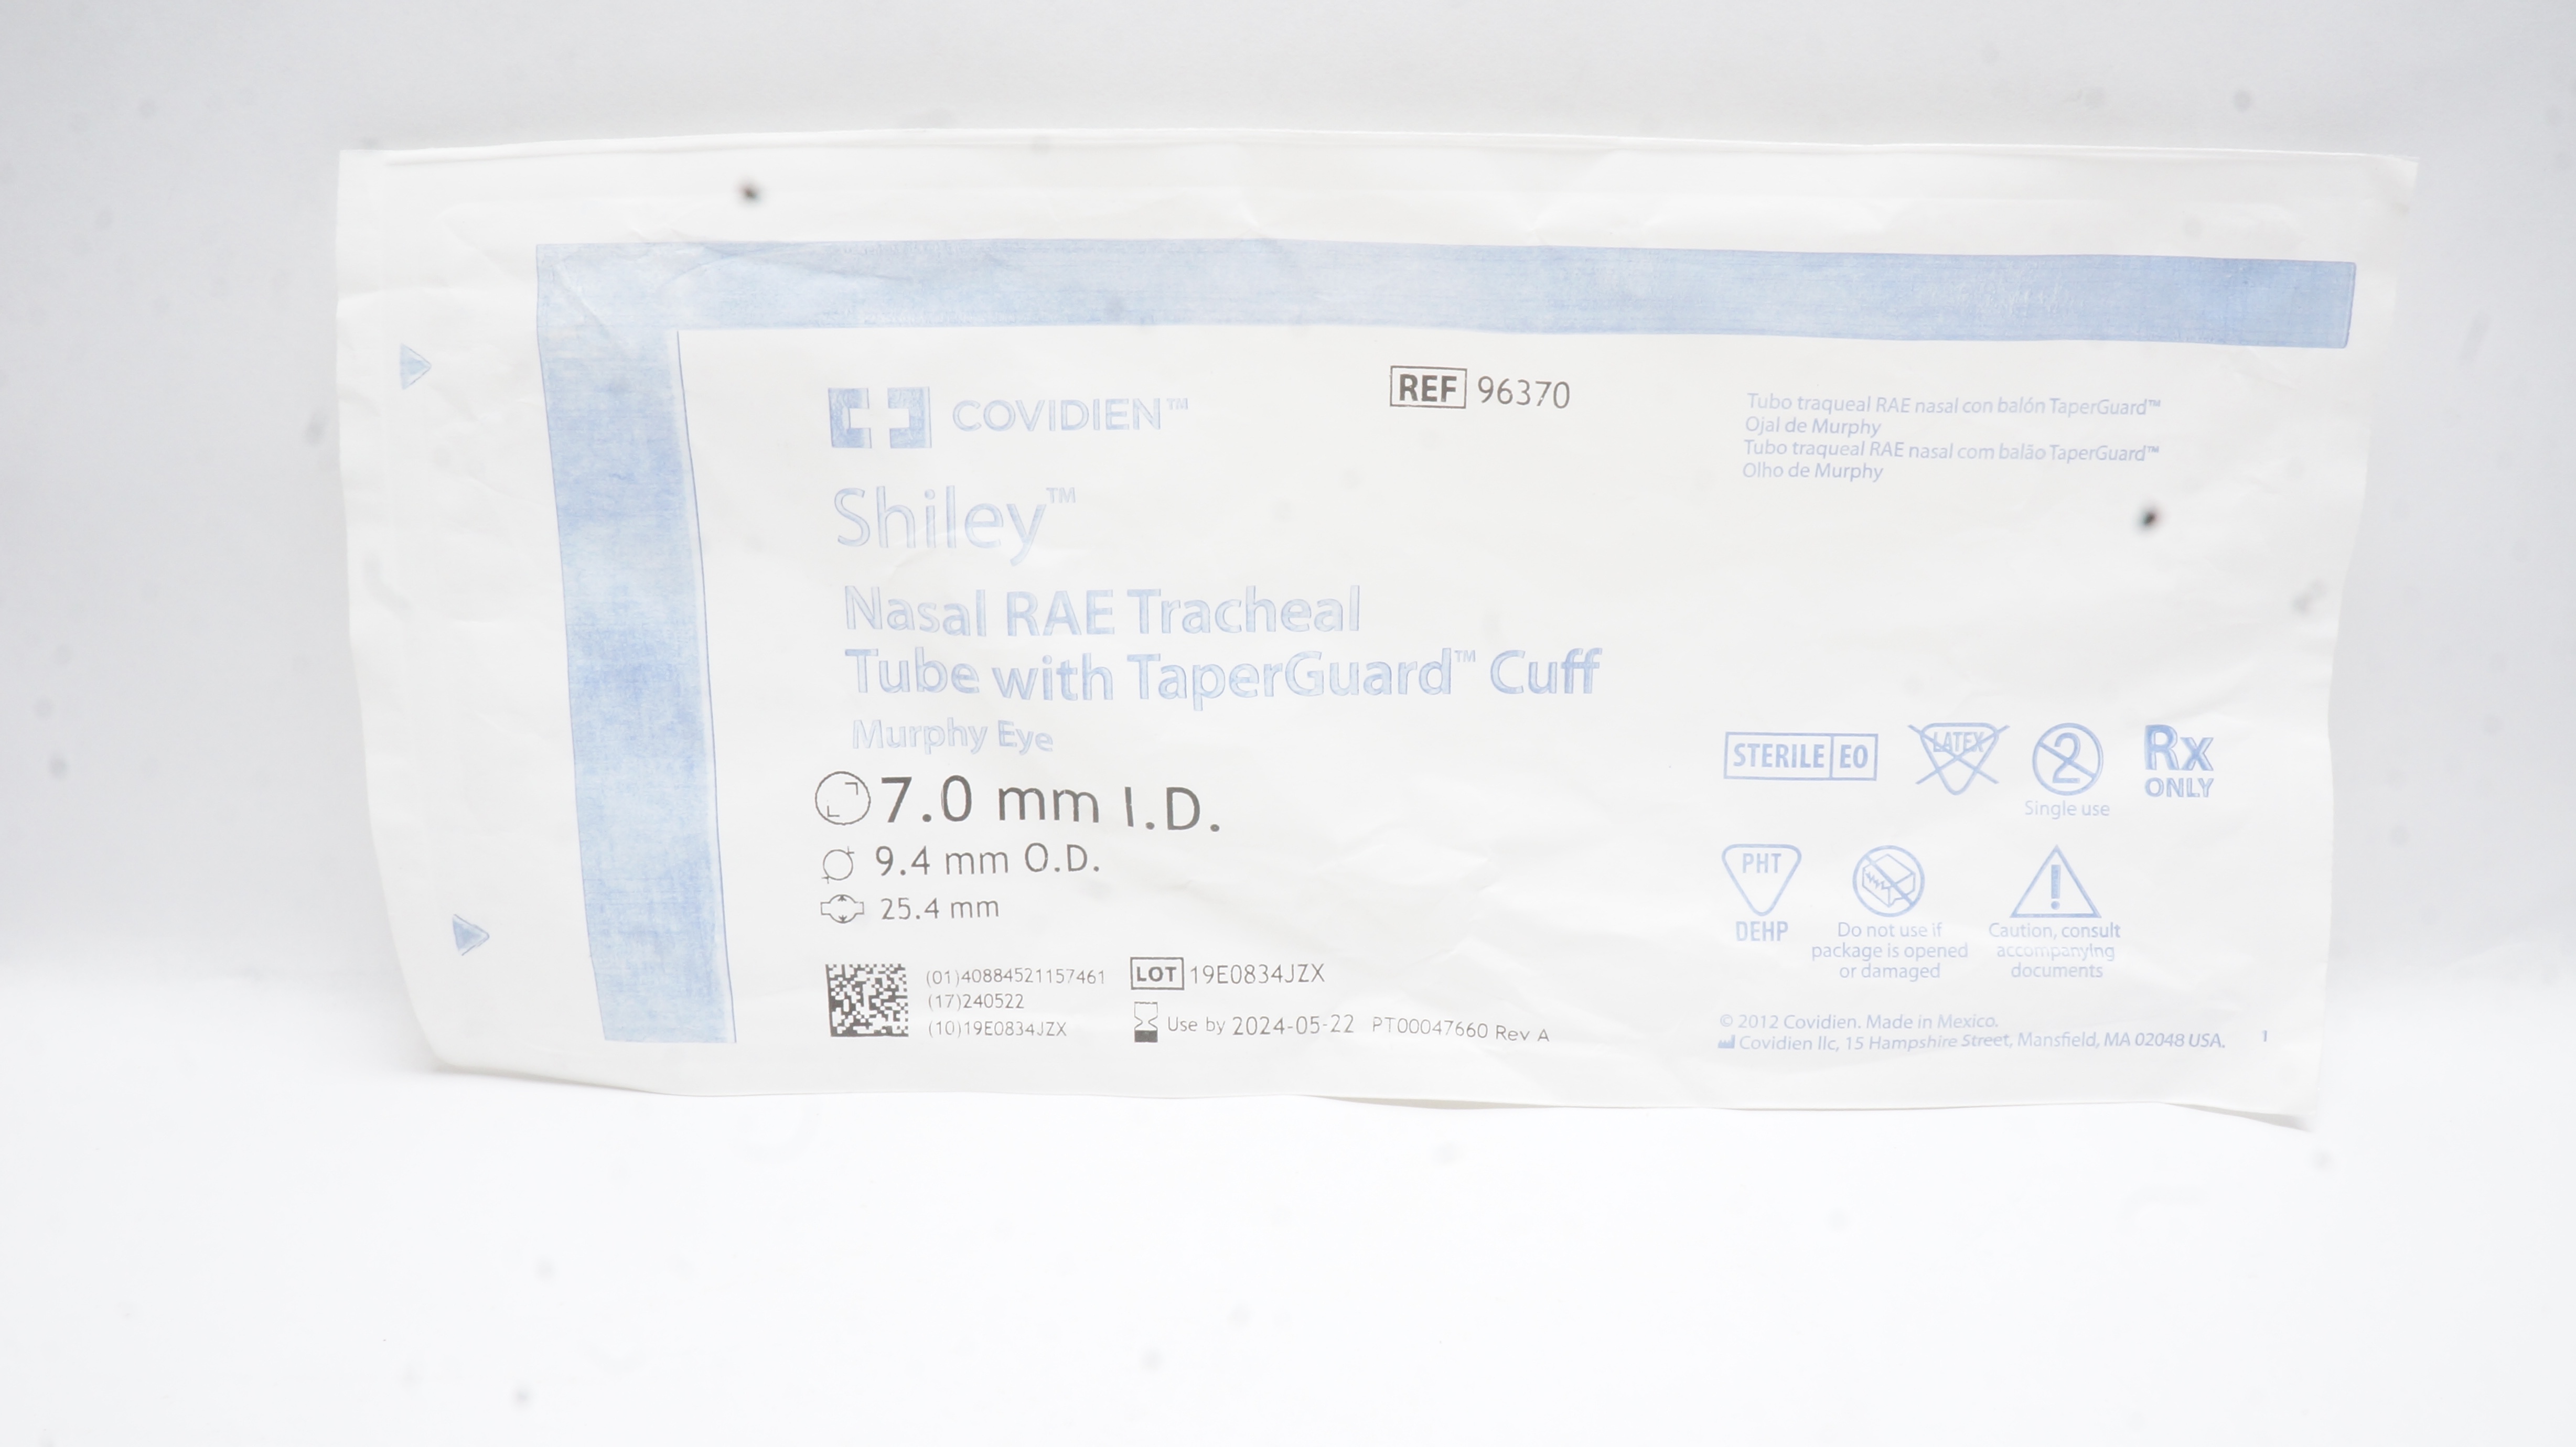 COVIDIEN™
REF 96370
Tubo traqueal RAE nasal con balón TaperGuard™
Ojal de Murphy
Tubo traqueal RAE nasal com balão TaperGuard™
Olho de Murphy
Shiley™
Nasal RAE Tracheal
Tube with TaperGuard™ Cuff
Murphy Eye
7.0 mm I.D.
9.4 mm O.D.
25.4 mm
STERILE EO
LATEX
2
Single use
Rx
ONLY
PHT
DEHP
Do not use if
package is opened
or damaged
!
Caution, consult
accompanying
documents
(01)40884521157461
(17)240522
(10)19E0834JZX
LOT 19E0834JZX
Use by 2024-05-22 PT00047660 Rev A
© 2012 Covidien. Made in Mexico.
Covidien llc, 15 Hampshire Street, Mansfield, MA 02048 USA.
1